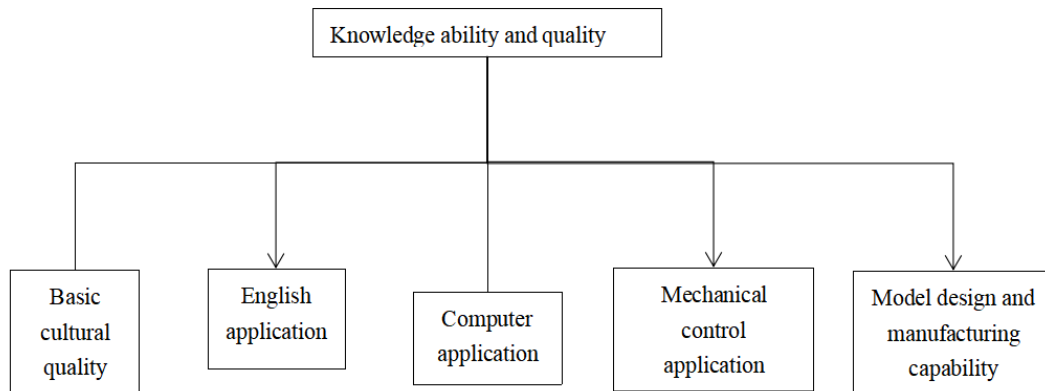 Knowledge ability and quality
Basic
cultural
quality
English
application
Computer
application
Mechanical
control
application
Model design and
manufacturing
capability